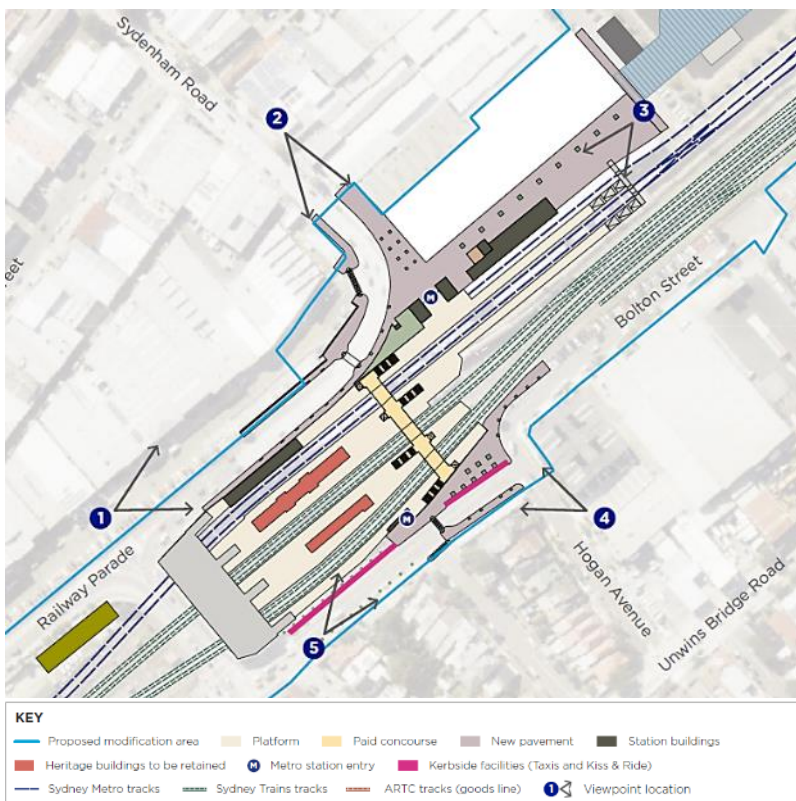 Sydenham Road
2
3
eet
M
Bolton Street
1
4
M
Railway Parade
Hogan Avenue
Unwins Bridge Road
5
KEY
Proposed modification area Platform Paid concourse New pavement Station buildings
Heritage buildings to be retained M Metro station entry Kerbside facilities (Taxis and Kiss & Ride)
Sydney Metro tracks Sydney Trains tracks ARTC tracks (goods line) 1 Viewpoint location